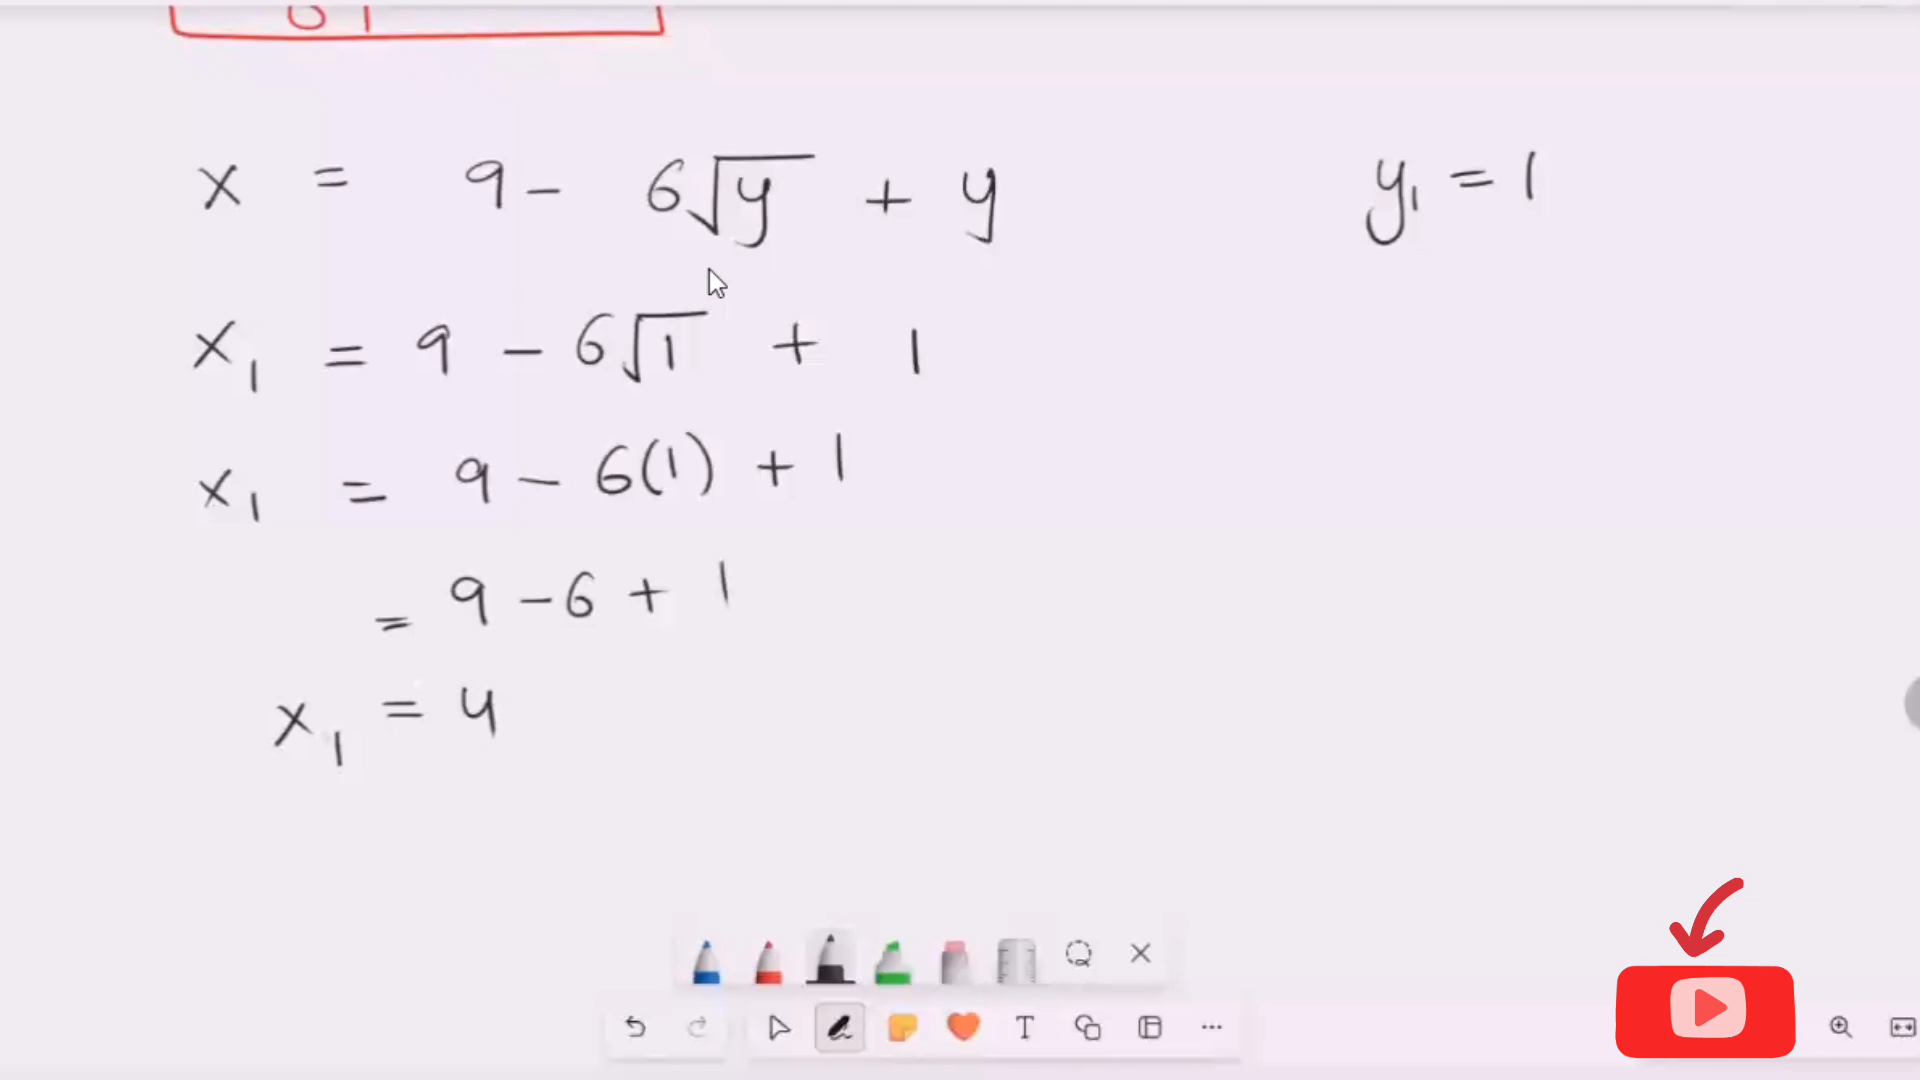 x = 9 - 6√y + y
y₁ = 1
x₁ = 9 - 6√1 + 1
x₁ = 9 - 6(1) + 1
= 9 - 6 + 1
x₁ = 4
T